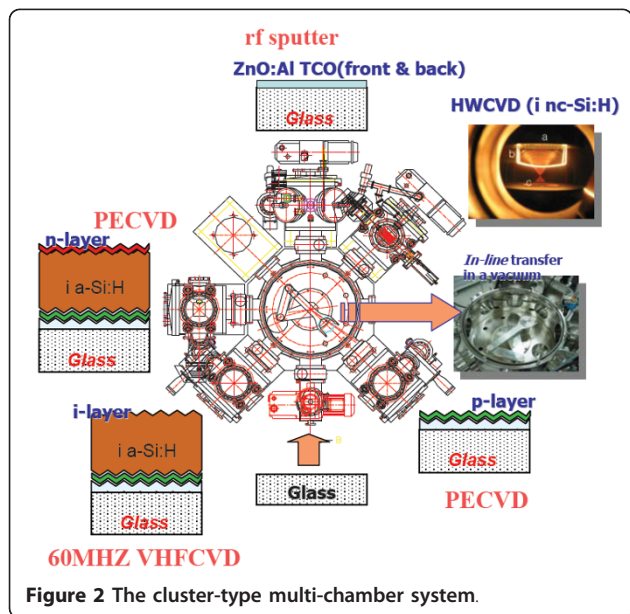 rf sputter
ZnO:Al TCO(front & back)
Glass
HWCVD (i nc-Si:H)
a
b
c
PECVD
n-layer
i a-Si:H
Glass
In-line transfer
in a vacuum
i-layer
i a-Si:H
Glass
60MHZ VHFCVD
Glass
p-layer
Glass
PECVD
Figure 2 The cluster-type multi-chamber system.